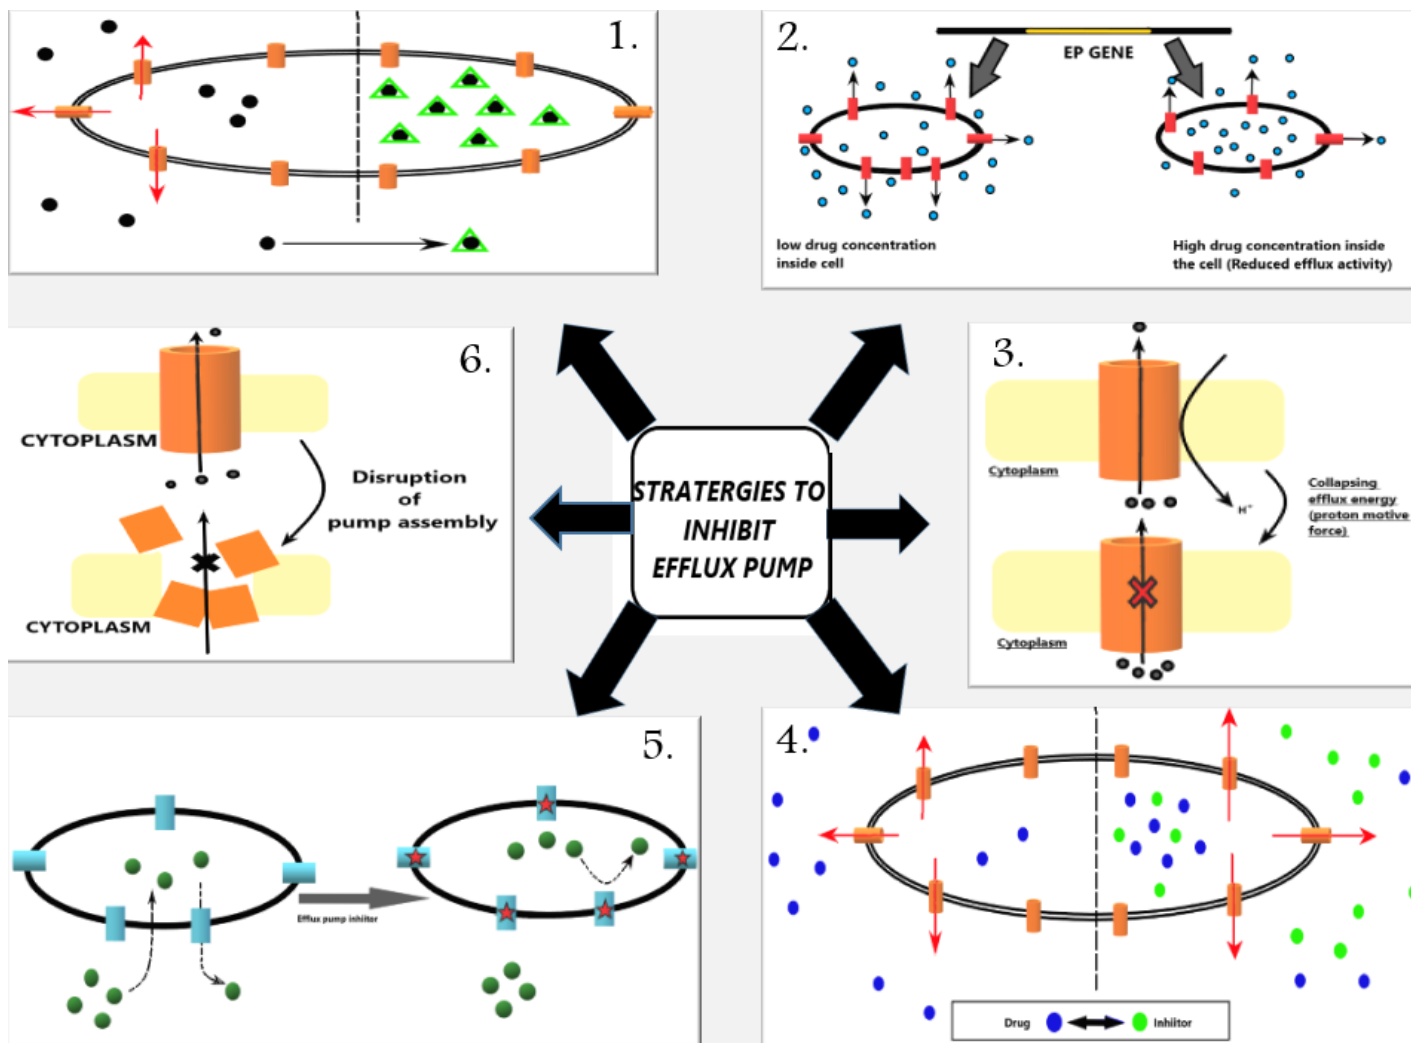 1.
2.
EP GENE
low drug concentration
inside cell
High drug concentration inside
the cell (Reduced efflux activity)
6.
CYTOPLASM
Disruption
of
pump assembly
CYTOPLASM
3.
Cytoplasm
H+
Collapsing
efflux energy
(proton motive
force)
Cytoplasm
STRATERGIES TO
INHIBIT
EFFLUX PUMP
5.
Efflux pump inhiitor
4.
Drug
Inhiitor